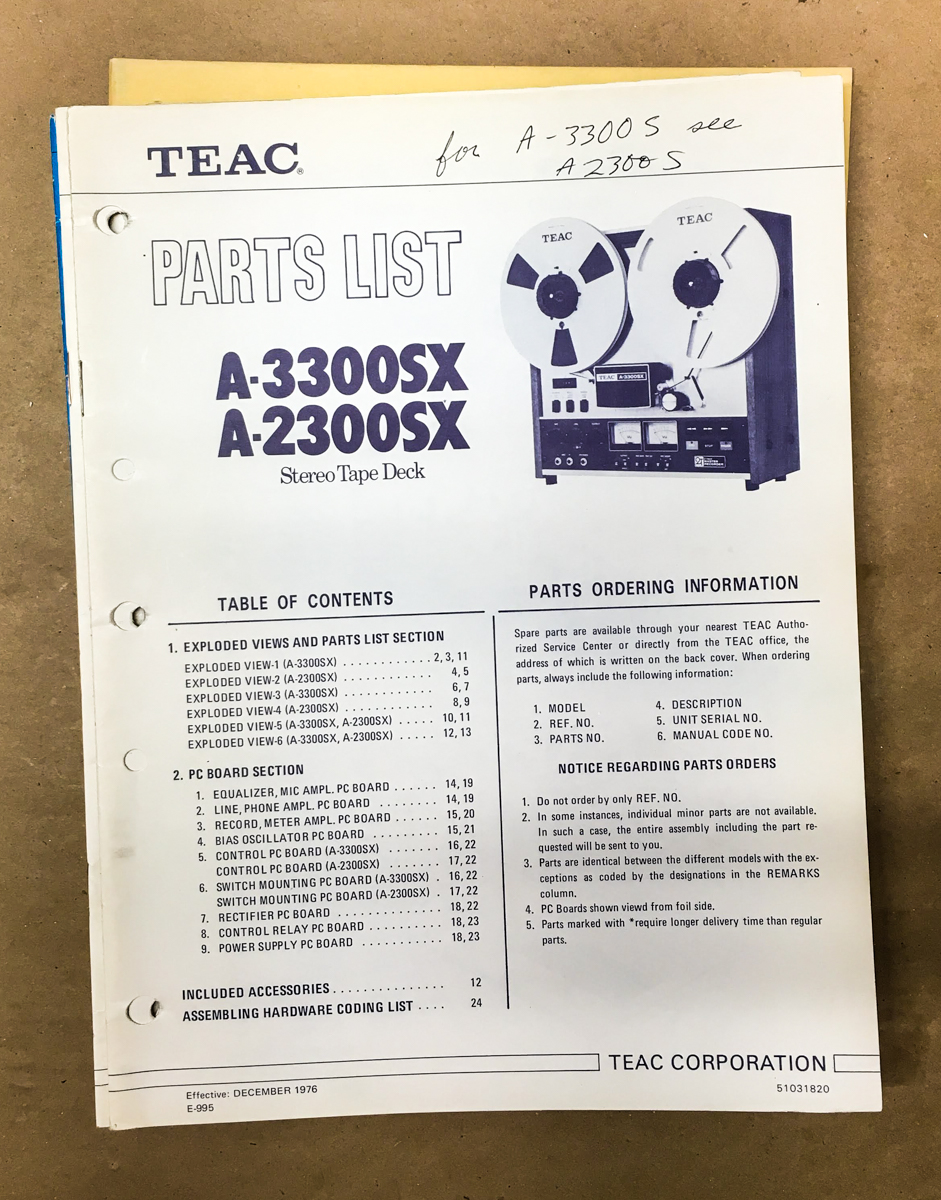 TEAC®
for A-3300S see
A2300S
PARTS LIST
TEAC
TEAC
TEAC A-3300SX
A-3300SX
A-2300SX
Stereo Tape Deck
TABLE OF CONTENTS
1. EXPLODED VIEWS AND PARTS LIST SECTION
EXPLODED VIEW-1 (A-3300SX) . . . . . . . . . . . . 2, 3, 11
EXPLODED VIEW-2 (A-2300SX) . . . . . . . . . . . . 4, 5
EXPLODED VIEW-3 (A-3300SX) . . . . . . . . . . . . 6, 7
EXPLODED VIEW-4 (A-2300SX) . . . . . . . . . . . . 8, 9
EXPLODED VIEW-5 (A-3300SX, A-2300SX) . . . . . 10, 11
EXPLODED VIEW-6 (A-3300SX, A-2300SX) . . . . . 12, 13
2. PC BOARD SECTION
1. EQUALIZER, MIC AMPL. PC BOARD . . . . . . 14, 19
2. LINE, PHONE AMPL. PC BOARD . . . . . . . . 14, 19
3. RECORD, METER AMPL. PC BOARD . . . . . . 15, 20
4. BIAS OSCILLATOR PC BOARD . . . . . . . . . 15, 21
5. CONTROL PC BOARD (A-3300SX) . . . . . . . 16, 22
CONTROL PC BOARD (A-2300SX) . . . . . . . 17, 22
6. SWITCH MOUNTING PC BOARD (A-3300SX) . 16, 22
SWITCH MOUNTING PC BOARD (A-2300SX) . 17, 22
7. RECTIFIER PC BOARD . . . . . . . . . . . . . 18, 22
8. CONTROL RELAY PC BOARD . . . . . . . . . . 18, 23
9. POWER SUPPLY PC BOARD . . . . . . . . . . . 18, 23
INCLUDED ACCESSORIES . . . . . . . . . . . . . . . 12
ASSEMBLING HARDWARE CODING LIST . . . . 24
PARTS ORDERING INFORMATION
Spare parts are available through your nearest TEAC Autho-
rized Service Center or directly from the TEAC office, the
address of which is written on the back cover. When ordering
parts, always include the following information:
1. MODEL
2. REF. NO.
3. PARTS NO.
4. DESCRIPTION
5. UNIT SERIAL NO.
6. MANUAL CODE NO.
NOTICE REGARDING PARTS ORDERS
1. Do not order by only REF. NO.
2. In some instances, individual minor parts are not available.
In such a case, the entire assembly including the part re-
quested will be sent to you.
3. Parts are identical between the different models with the ex-
ceptions as coded by the designations in the REMARKS
column.
4. PC Boards shown viewd from foil side.
5. Parts marked with *require longer delivery time than regular
parts.
TEAC CORPORATION
Effective: DECEMBER 1976
E-995
51031820